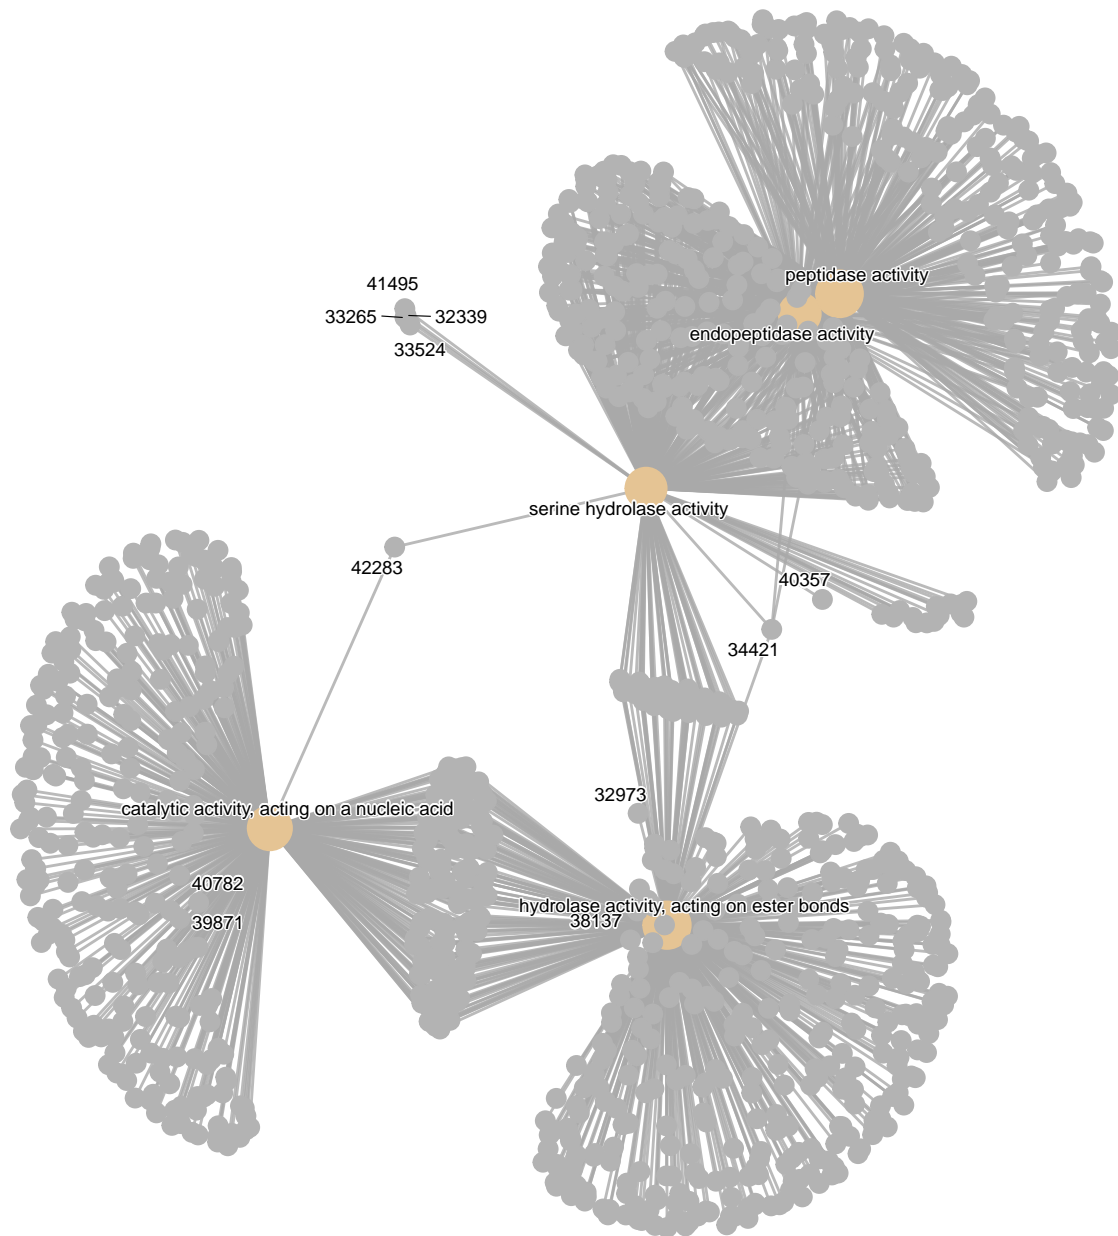 peptidase activity
41495
33265
32339
endopeptidase activity
33524
serine hydrolase activity
42283
40357
34421
32973
catalytic activity, acting on a nucleic acid
40782
hydrolase activity, acting on ester bonds
38137
39871